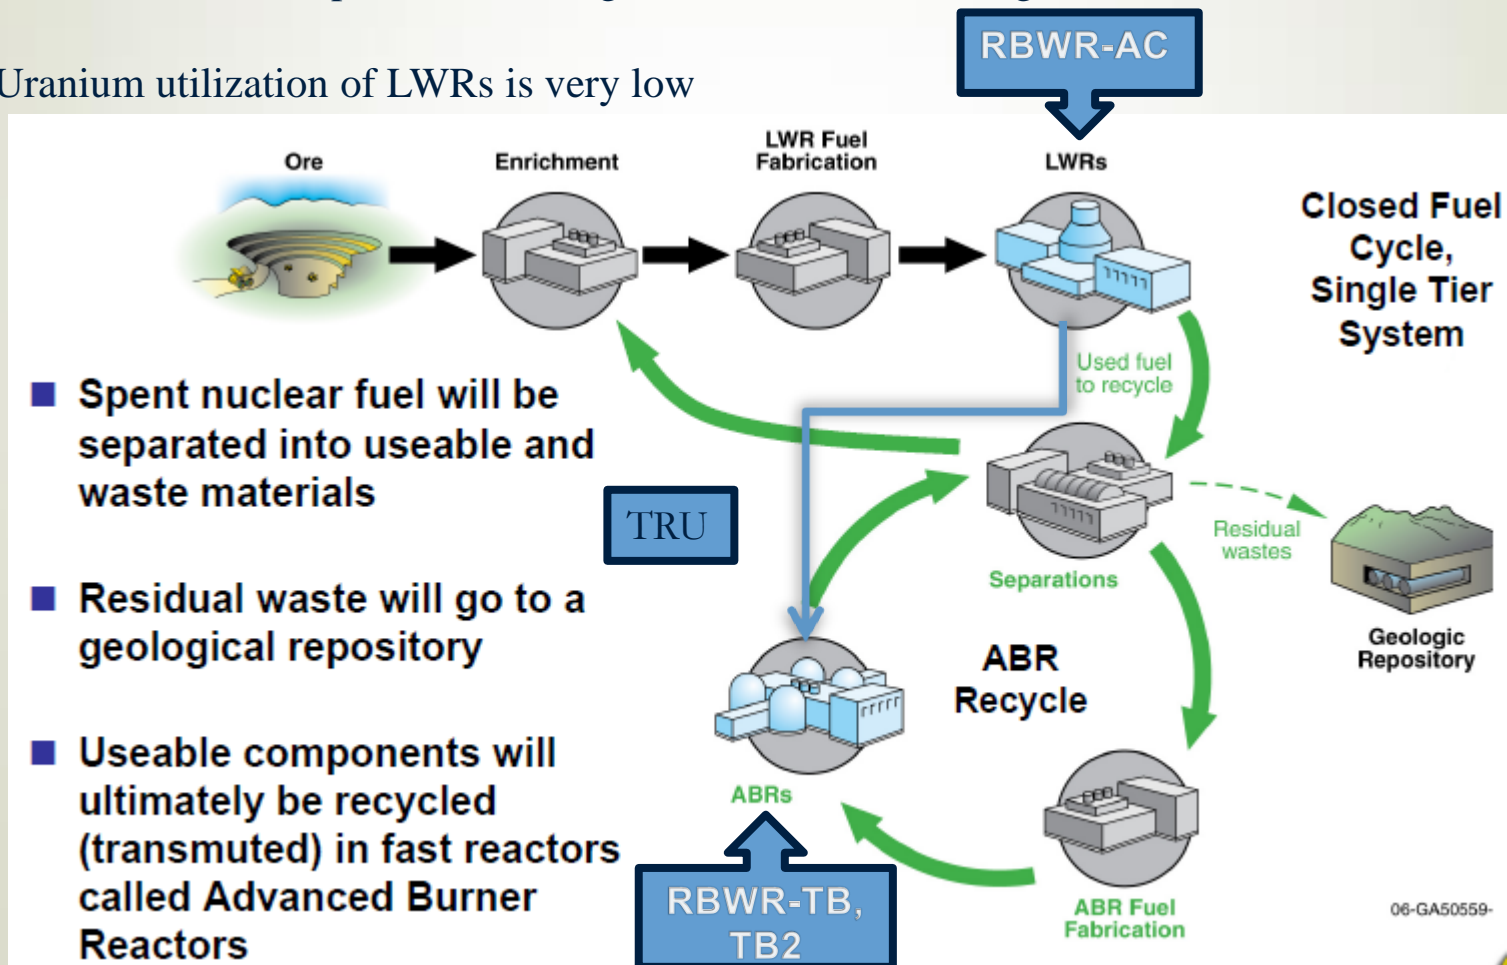 RBWR-AC
Uranium utilization of LWRs is very low
Ore
Enrichment
LWR Fuel
Fabrication
LWRs
Closed Fuel
Cycle,
Single Tier
System
Used fuel
to recycle
Spent nuclear fuel will be
separated into useable and
waste materials
TRU
Residual
wastes
Separations
Residual waste will go to a
geological repository
Geologic
Repository
ABR
Recycle
Useable components will
ultimately be recycled
(transmuted) in fast reactors
called Advanced Burner
Reactors
ABRs
RBWR-TB,
TB2
ABR Fuel
Fabrication
06-GA50559-